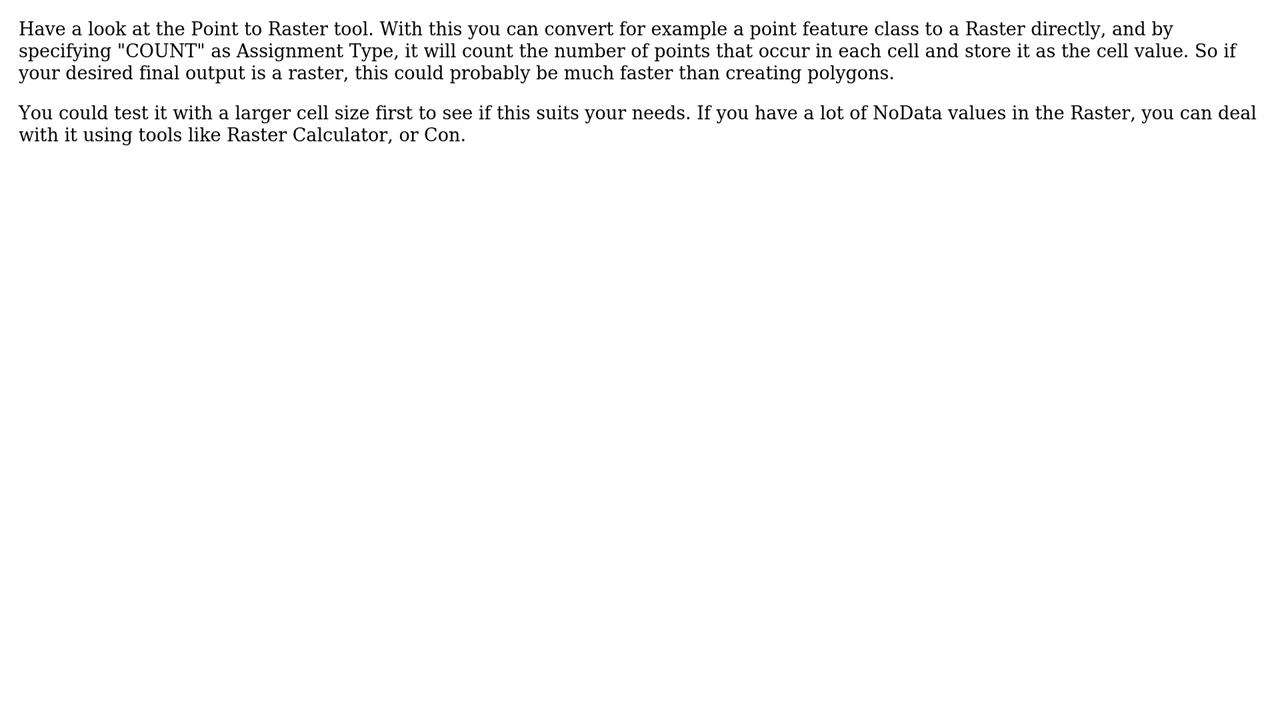 Have a look at the Point to Raster tool. With this you can convert for example a point feature class to a Raster directly, and by
specifying "COUNT" as Assignment Type, it will count the number of points that occur in each cell and store it as the cell value. So if
your desired final output is a raster, this could probably be much faster than creating polygons.
You could test it with a larger cell size first to see if this suits your needs. If you have a lot of NoData values in the Raster, you can deal
with it using tools like Raster Calculator, or Con.